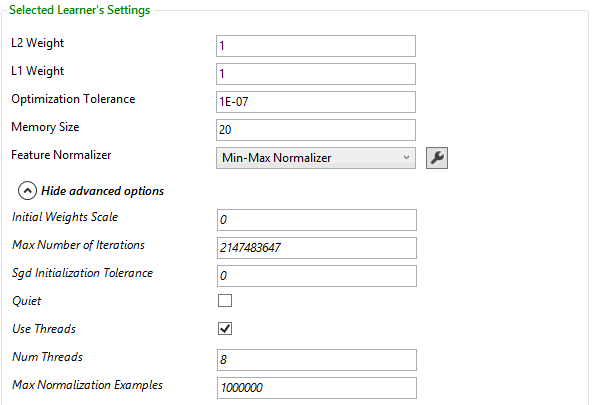 Selected Learner's Settings
L2 Weight 1
L1 Weight 1
Optimization Tolerance 1E-07
Memory Size 20
Feature Normalizer Min-Max Normalizer
Hide advanced options
Initial Weights Scale 0
Max Number of Iterations 2147483647
Sgd Initialization Tolerance 0
Quiet
Use Threads
Num Threads 8
Max Normalization Examples 1000000